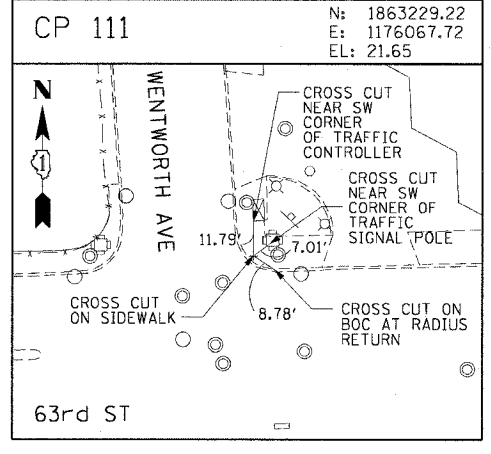 CP 111
N: 1863229.22
E: 1176067.72
EL: 21.65
N
1
WENTWORTH AVE
CROSS CUT
NEAR SW
CORNER
OF TRAFFIC
CONTROLLER
CROSS CUT
NEAR SW
CORNER OF
TRAFFIC
SIGNAL POLE
11.79'
7.01'
CROSS CUT
ON SIDEWALK
8.78'
CROSS CUT ON
BOC AT RADIUS
RETURN
63rd ST